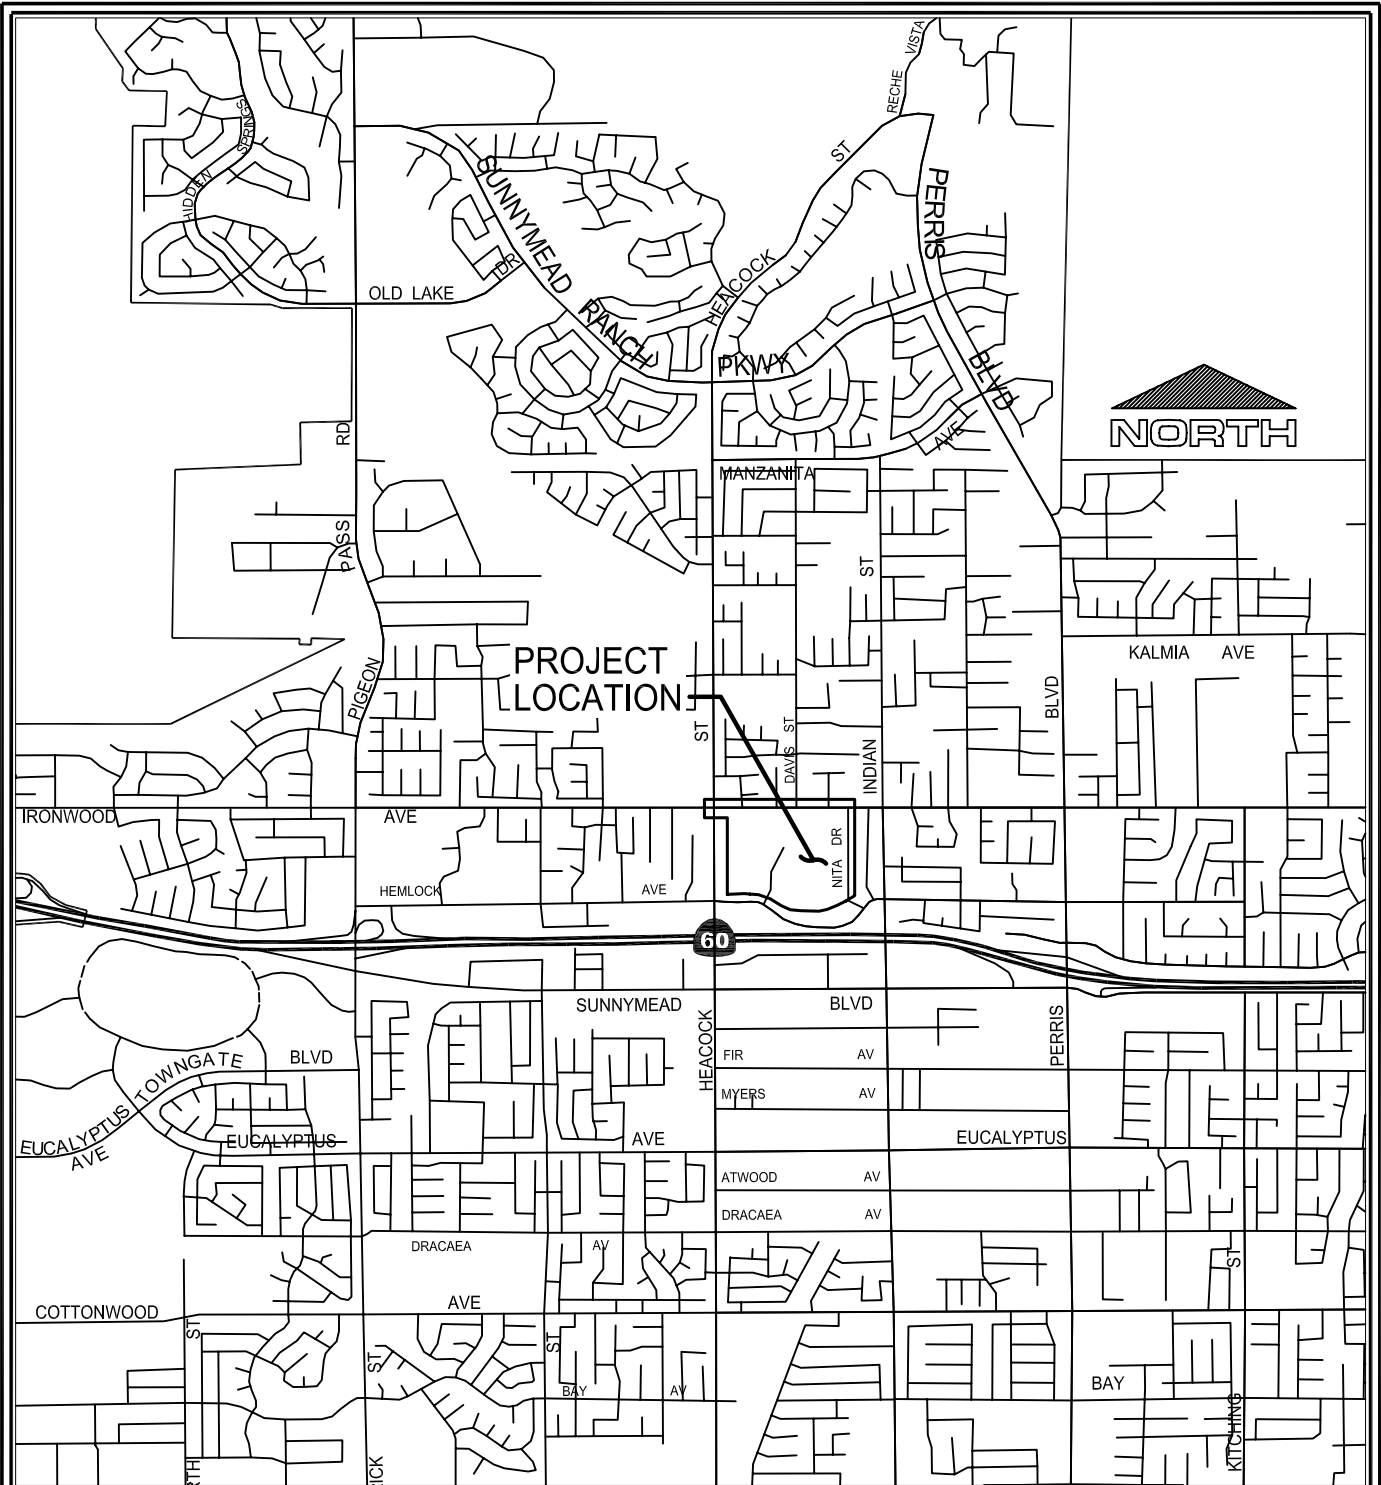 RECHE VISTA
HIDDEN SPRINGS
SUNNYMEAD RANCH PKWY
HEACOCK ST
PERRIS BLVD
OLD LAKE DR
NORTH
MANZANITA AVE
PIGEON PASS RD
PROJECT
LOCATION
ST
DAVIS ST
INDIAN ST
BLVD
KALMIA AVE
IRONWOOD AVE
NITA DR
HEMLOCK AVE
60
SUNNYMEAD BLVD
HEACOCK
PERRIS
FIR AV
MYERS AV
TOWNGATE BLVD
EUCALYPTUS
AVE
EUCALYPTUS AVE EUCALYPTUS
ATWOOD AV
DRACAEA AV
DRACAEA AV
ST
COTTONWOOD AVE
ST
ST
ST
BAY AV
BAY
KITCHING
RTH
ICK